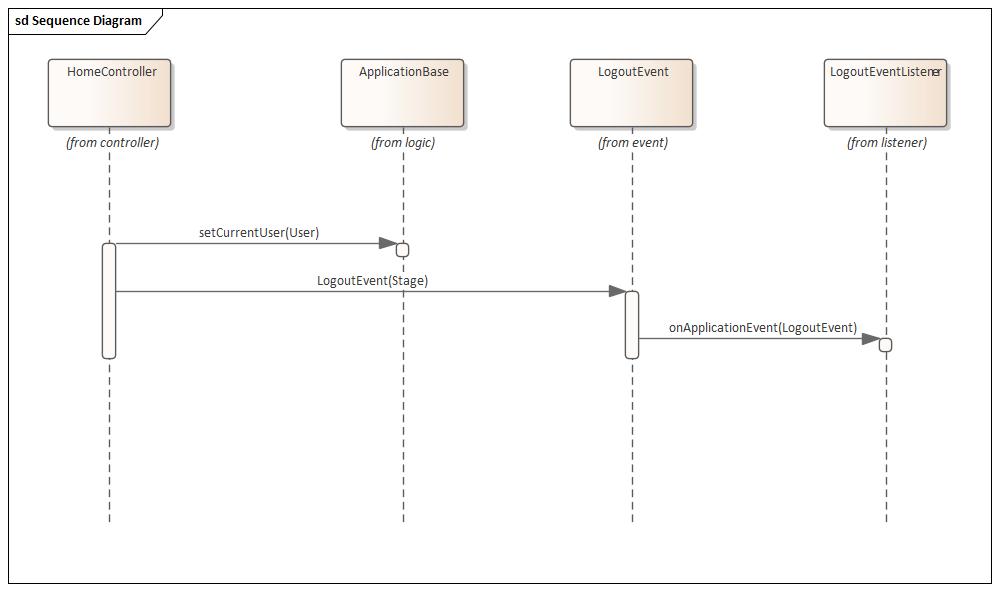 sd Sequence Diagram
HomeController
ApplicationBase
LogoutEvent
LogoutEventListener
(from controller)
(from logic)
(from event)
(from listener)
setCurrentUser(User)
LogoutEvent(Stage)
onApplicationEvent(LogoutEvent)